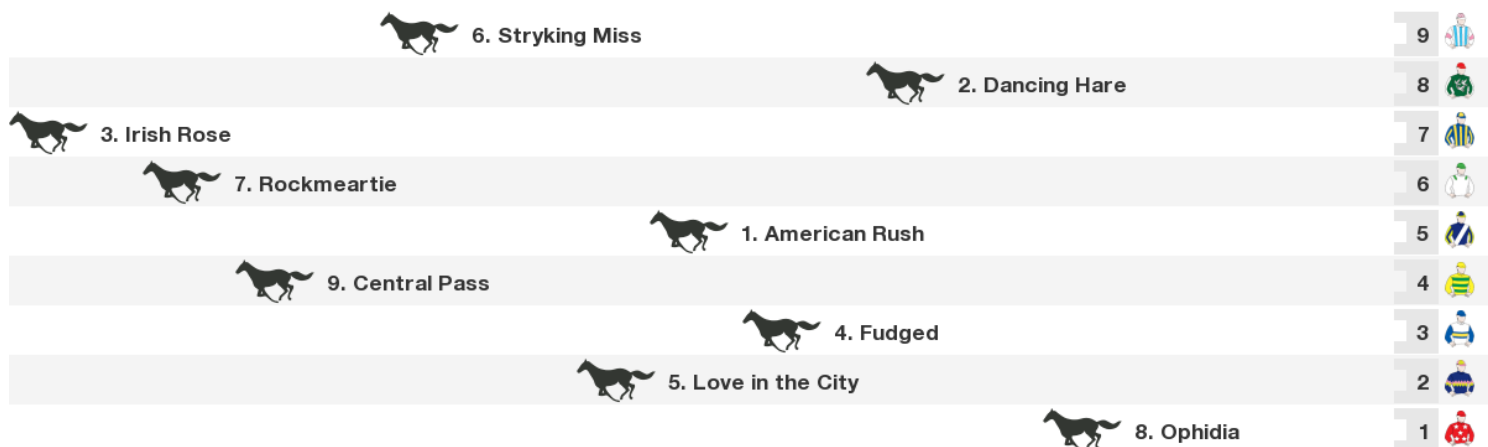 6. Stryking Miss 9
2. Dancing Hare 8
3. Irish Rose 7
7. Rockmeartie 6
1. American Rush 5
9. Central Pass 4
4. Fudged 3
5. Love in the City 2
8. Ophidia 1